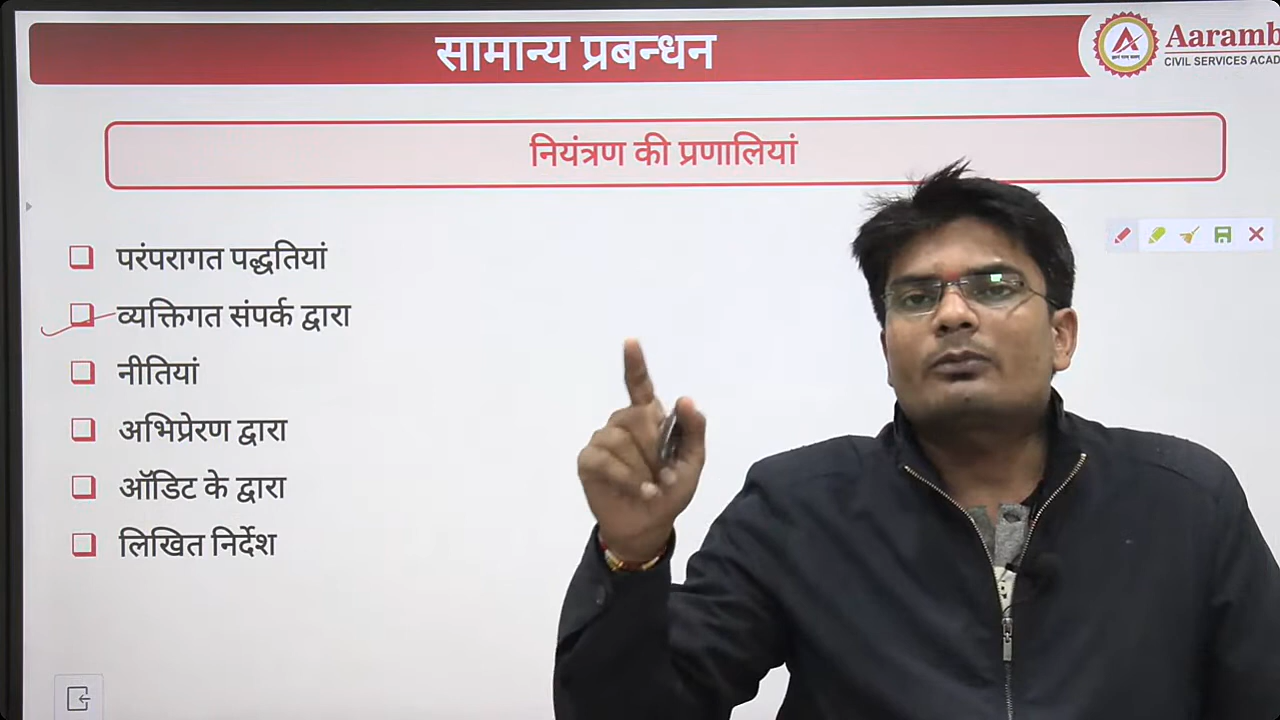 सामान्य प्रबन्धन
Aaramb
CIVIL SERVICES ACAD
नियंत्रण की प्रणालियां
परंपरागत पद्धतियां
व्यक्तिगत संपर्क द्वारा
नीतियां
अभिप्रेरण द्वारा
ऑडिट के द्वारा
लिखित निर्देश